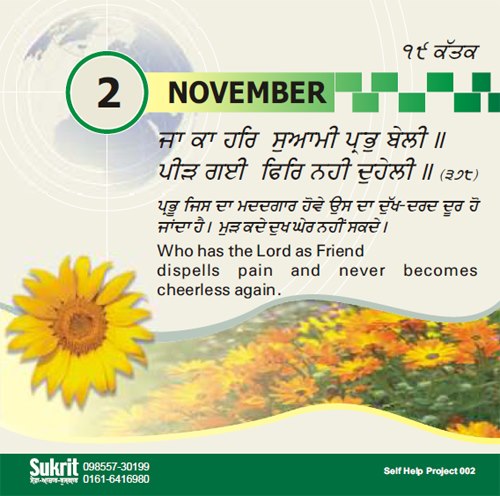 ੧੯ ਕੱਤਕ
2 NOVEMBER
ਜਾ ਕਾ ਹਰਿ ਸੁਆਮੀ ਪ੍ਰਭੁ ਬੇਲੀ ॥
ਪੀੜ ਗਈ ਫਿਰਿ ਨਹੀ ਦੁਹੇਲੀ ॥ (੩੭੮)
ਪ੍ਰਭੂ ਜਿਸ ਦਾ ਮਦਦਗਾਰ ਹੋਵੇ ਉਸ ਦਾ ਦੁੱਖ-ਦਰਦ ਦੂਰ ਹੋ
ਜਾਂਦਾ ਹੈ। ਮੁੜ ਕਦੇ ਦੁਖ ਘੇਰ ਨਹੀਂ ਸਕਦੇ।
Who has the Lord as Friend
dispells pain and never becomes
cheerless again.
Sukrit 098557-30199
ਸੇਹਤ-ਆਚਾਰ-ਰੁਜ਼ਗਾਰ 0161-6416980
Self Help Project 002